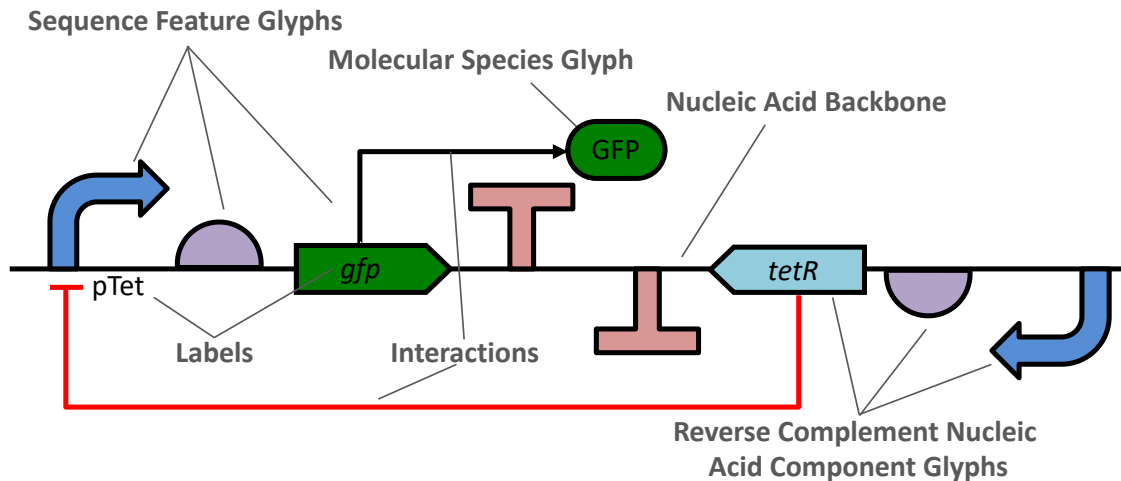 Sequence Feature Glyphs
Molecular Species Glyph
Nucleic Acid Backbone
GFP
gfp
tetR
pTet
Labels
Interactions
Reverse Complement Nucleic
Acid Component Glyphs